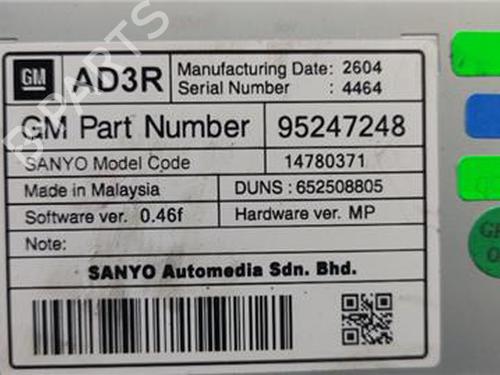 GM
AD3R
Manufacturing Date: 2604
Serial Number : 4464
GM Part Number 95247248
SANYO Model Code 14780371
Made in Malaysia DUNS : 652508805
Software ver. 0.46f Hardware ver. MP
Note:
SANYO Automedia Sdn. Bhd.
B-PARTS